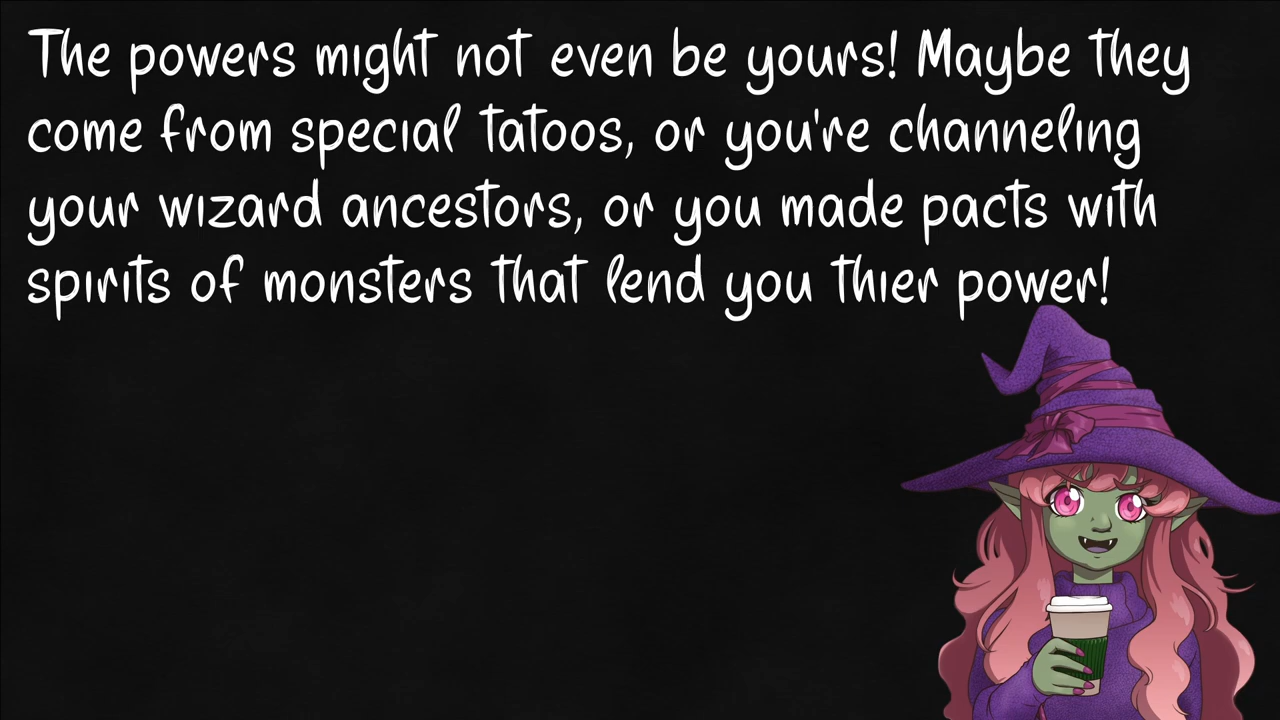 The powers might not even be yours! Maybe they
come from special tatoos, or you're channeling
your wizard ancestors, or you made pacts with
spirits of monsters that lend you thier power!